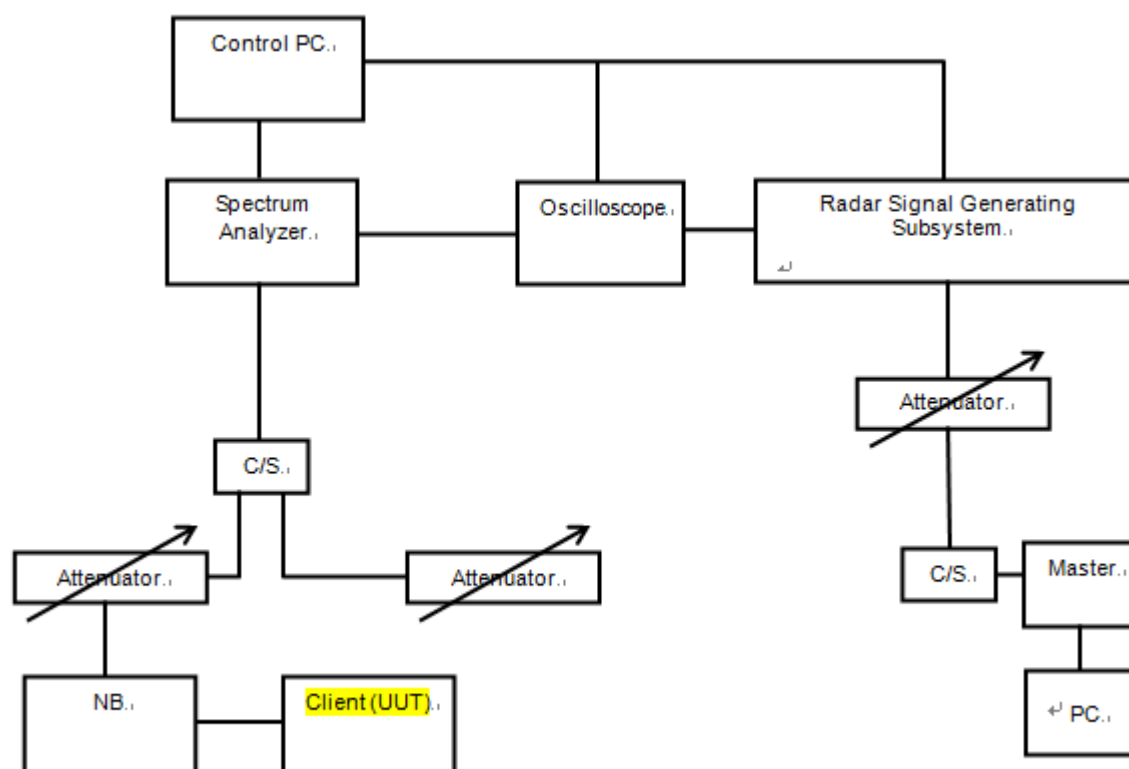 Control PC.
Spectrum
Analyzer.
Oscilloscope.
Radar Signal Generating
Subsystem.
Attenuator.
C/S.
Attenuator.
Attenuator.
C/S.
Master.
NB.
Client (UUT).
PC.